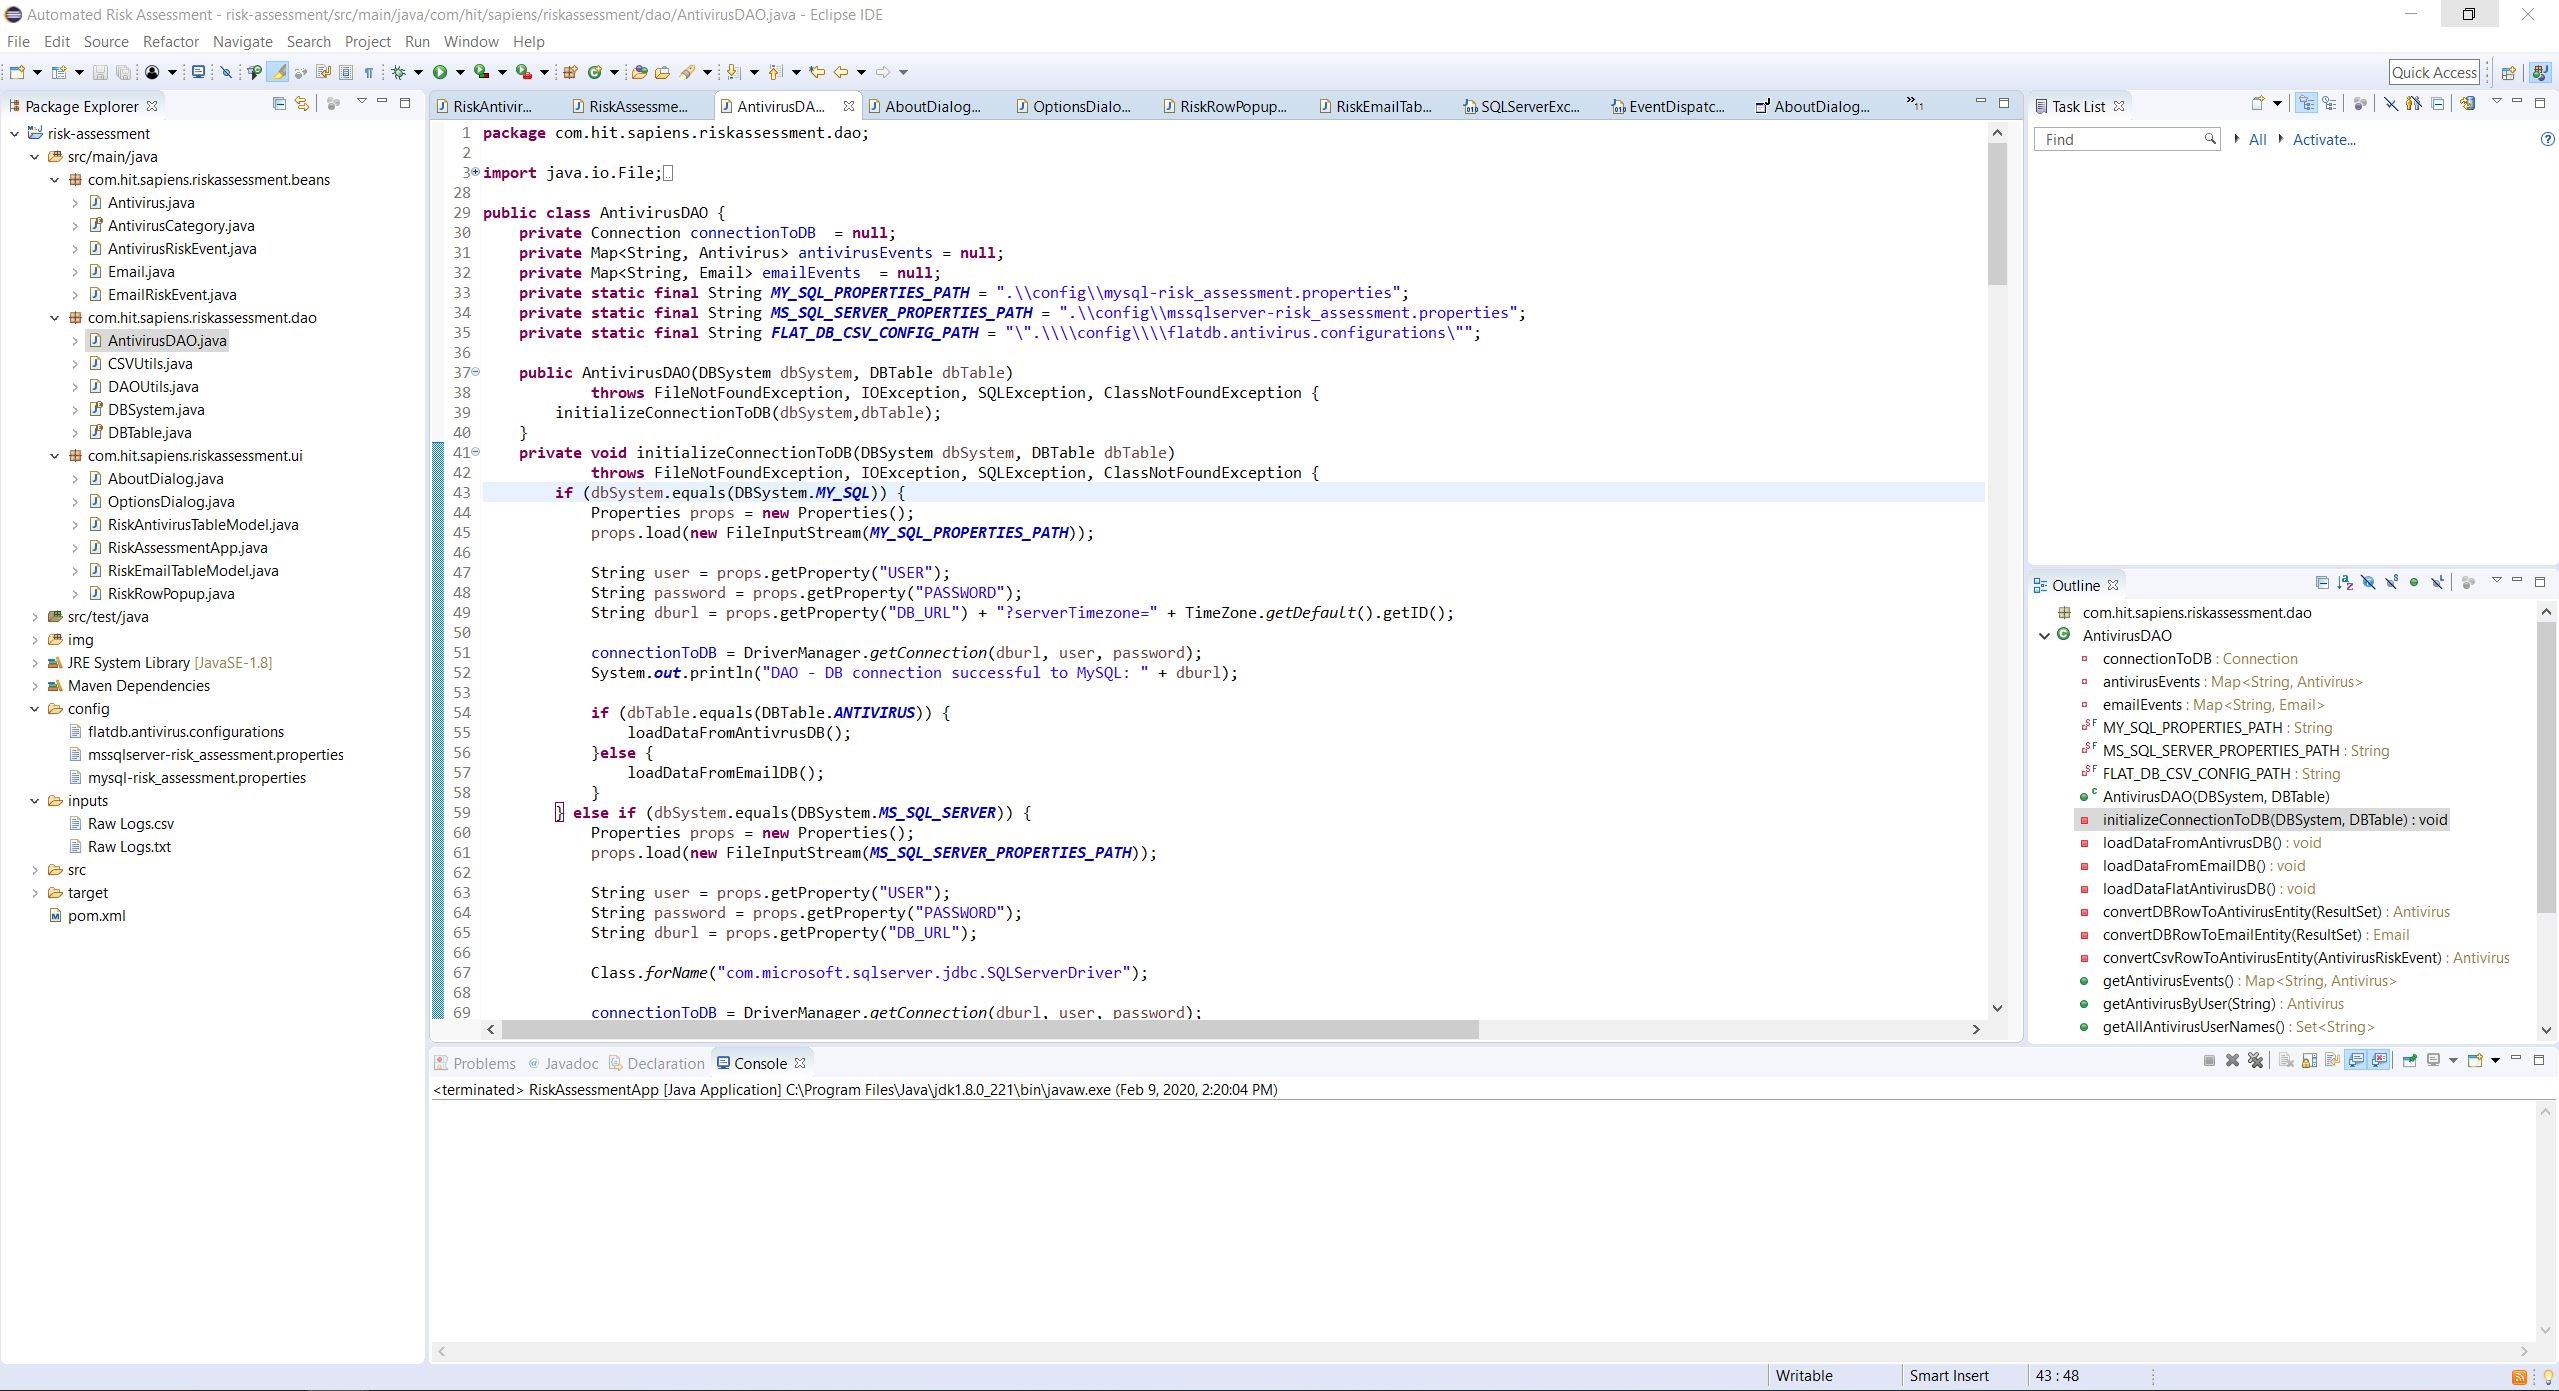 Automated Risk Assessment - risk-assessment/src/main/java/com/hit/sapiens/riskassessment/dao/AntivirusDAO.java - Eclipse IDE
File Edit Source Refactor Navigate Search Project Run Window Help
Quick Access
Package Explorer
risk-assessment
src/main/java
com.hit.sapiens.riskassessment.beans
Antivirus.java
AntivirusCategory.java
AntivirusRiskEvent.java
Email.java
EmailRiskEvent.java
com.hit.sapiens.riskassessment.dao
AntivirusDAO.java
CSVUtils.java
DAOUtils.java
DBSystem.java
DBTable.java
com.hit.sapiens.riskassessment.ui
AboutDialog.java
OptionsDialog.java
RiskAntivirusTableModel.java
RiskAssessmentApp.java
RiskEmailTableModel.java
RiskRowPopup.java
src/test/java
img
JRE System Library [JavaSE-1.8]
Maven Dependencies
config
flatdb.antivirus.configurations
mssqlserver-risk_assessment.properties
mysql-risk_assessment.properties
inputs
Raw Logs.csv
Raw Logs.txt
src
target
pom.xml
RiskAntivir... RiskAssessme... AntivirusDA... AboutDialog... OptionsDialo... RiskRowPopup... RiskEmailTab... SQLServerExc... EventDispatc... AboutDialog... »11
1 package com.hit.sapiens.riskassessment.dao;
2
3 import java.io.File;
28
29 public class AntivirusDAO {
30 private Connection connectionToDB = null;
31 private Map<String, Antivirus> antivirusEvents = null;
32 private Map<String, Email> emailEvents = null;
33 private static final String MY_SQL_PROPERTIES_PATH = ".\\config\\mysql-risk_assessment.properties";
34 private static final String MS_SQL_SERVER_PROPERTIES_PATH = ".\\config\\mssqlserver-risk_assessment.properties";
35 private static final String FLAT_DB_CSV_CONFIG_PATH = "\".\\\\config\\\\flatdb.antivirus.configurations\"";
36
37 public AntivirusDAO(DBSystem dbSystem, DBTable dbTable)
38 throws FileNotFoundException, IOException, SQLException, ClassNotFoundException {
39 initializeConnectionToDB(dbSystem,dbTable);
40 }
41 private void initializeConnectionToDB(DBSystem dbSystem, DBTable dbTable)
42 throws FileNotFoundException, IOException, SQLException, ClassNotFoundException {
43 if (dbSystem.equals(DBSystem.MY_SQL)) {
44 Properties props = new Properties();
45 props.load(new FileInputStream(MY_SQL_PROPERTIES_PATH));
46
47 String user = props.getProperty("USER");
48 String password = props.getProperty("PASSWORD");
49 String dburl = props.getProperty("DB_URL") + "?serverTimezone=" + TimeZone.getDefault().getID();
50
51 connectionToDB = DriverManager.getConnection(dburl, user, password);
52 System.out.println("DAO - DB connection successful to MySQL: " + dburl);
53
54 if (dbTable.equals(DBTable.ANTIVIRUS)) {
55 loadDataFromAntivrusDB();
56 }else {
57 loadDataFromEmailDB();
58 }
59 } else if (dbSystem.equals(DBSystem.MS_SQL_SERVER)) {
60 Properties props = new Properties();
61 props.load(new FileInputStream(MS_SQL_SERVER_PROPERTIES_PATH));
62
63 String user = props.getProperty("USER");
64 String password = props.getProperty("PASSWORD");
65 String dburl = props.getProperty("DB_URL");
66
67 Class.forName("com.microsoft.sqlserver.jdbc.SQLServerDriver");
68
69 connectionToDB = DriverManager.getConnection(dburl, user, password);
Task List
Find All Activate...
Outline
com.hit.sapiens.riskassessment.dao
AntivirusDAO
connectionToDB : Connection
antivirusEvents : Map<String, Antivirus>
emailEvents : Map<String, Email>
MY_SQL_PROPERTIES_PATH : String
MS_SQL_SERVER_PROPERTIES_PATH : String
FLAT_DB_CSV_CONFIG_PATH : String
AntivirusDAO(DBSystem, DBTable)
initializeConnectionToDB(DBSystem, DBTable) : void
loadDataFromAntivrusDB() : void
loadDataFromEmailDB() : void
loadDataFlatAntivirusDB() : void
convertDBRowToAntivirusEntity(ResultSet) : Antivirus
convertDBRowToEmailEntity(ResultSet) : Email
convertCsvRowToAntivirusEntity(AntivirusRiskEvent) : Antivirus
getAntivirusEvents() : Map<String, Antivirus>
getAntivirusByUser(String) : Antivirus
getAllAntivirusUserNames() : Set<String>
Problems Javadoc Declaration Console
<terminated> RiskAssessmentApp [Java Application] C:\Program Files\Java\jdk1.8.0_221\bin\javaw.exe (Feb 9, 2020, 2:20:04 PM)
Writable Smart Insert 43 : 48